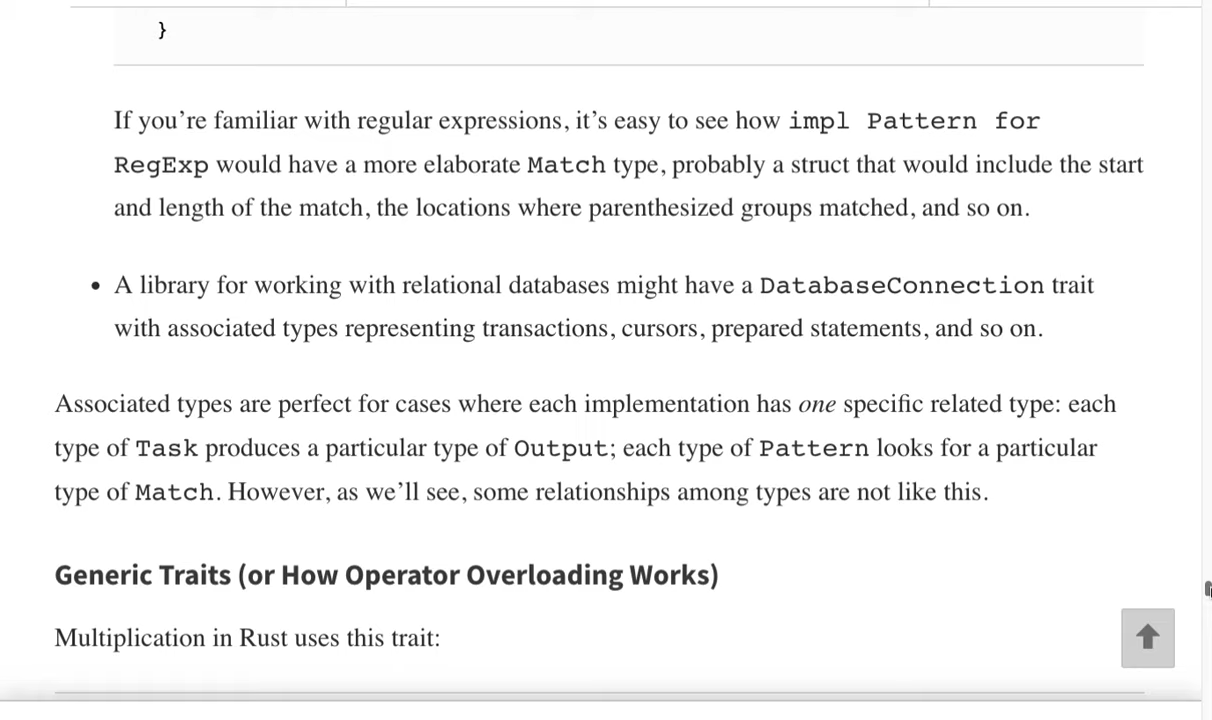 }
If you’re familiar with regular expressions, it’s easy to see how impl Pattern for
RegExp would have a more elaborate Match type, probably a struct that would include the start
and length of the match, the locations where parenthesized groups matched, and so on.
• A library for working with relational databases might have a DatabaseConnection trait
with associated types representing transactions, cursors, prepared statements, and so on.
Associated types are perfect for cases where each implementation has one specific related type: each
type of Task produces a particular type of Output; each type of Pattern looks for a particular
type of Match. However, as we’ll see, some relationships among types are not like this.
Generic Traits (or How Operator Overloading Works)
Multiplication in Rust uses this trait: